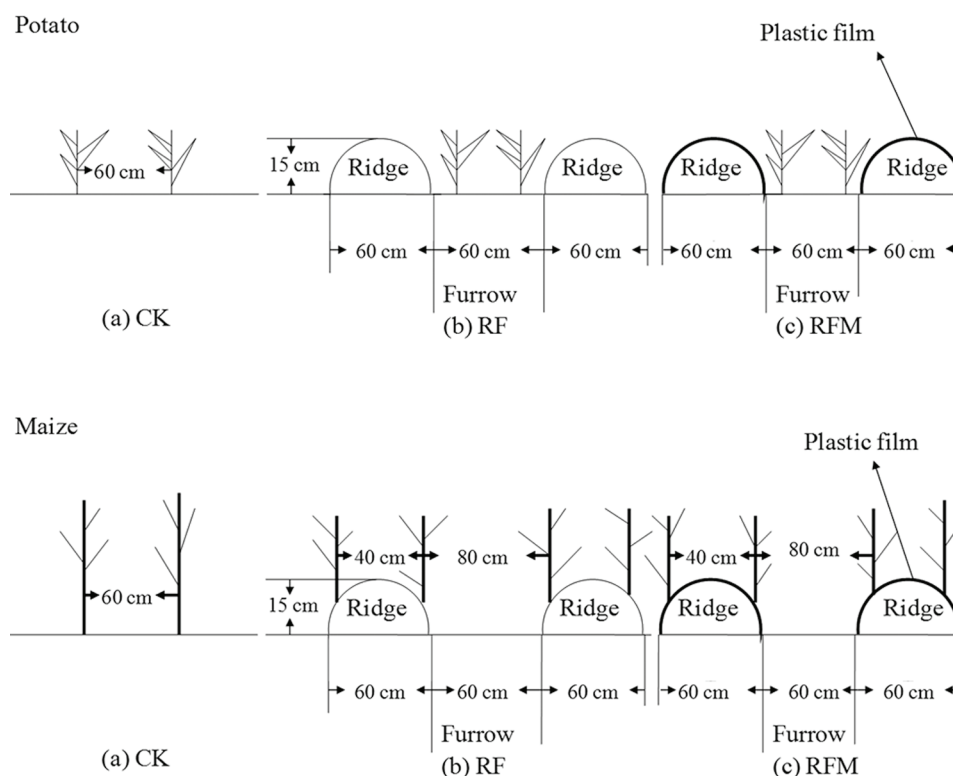 Potato
Plastic film
60 cm
15 cm
Ridge
Ridge
Ridge
Ridge
60 cm
60 cm
60 cm
60 cm
60 cm
60 cm
Furrow
Furrow
(a) CK
(b) RF
(c) RFM
Maize
Plastic film
40 cm
80 cm
40 cm
80 cm
60 cm
15 cm
Ridge
Ridge
Ridge
Ridge
60 cm
60 cm
60 cm
60 cm
60 cm
60 cm
Furrow
Furrow
(a) CK
(b) RF
(c) RFM